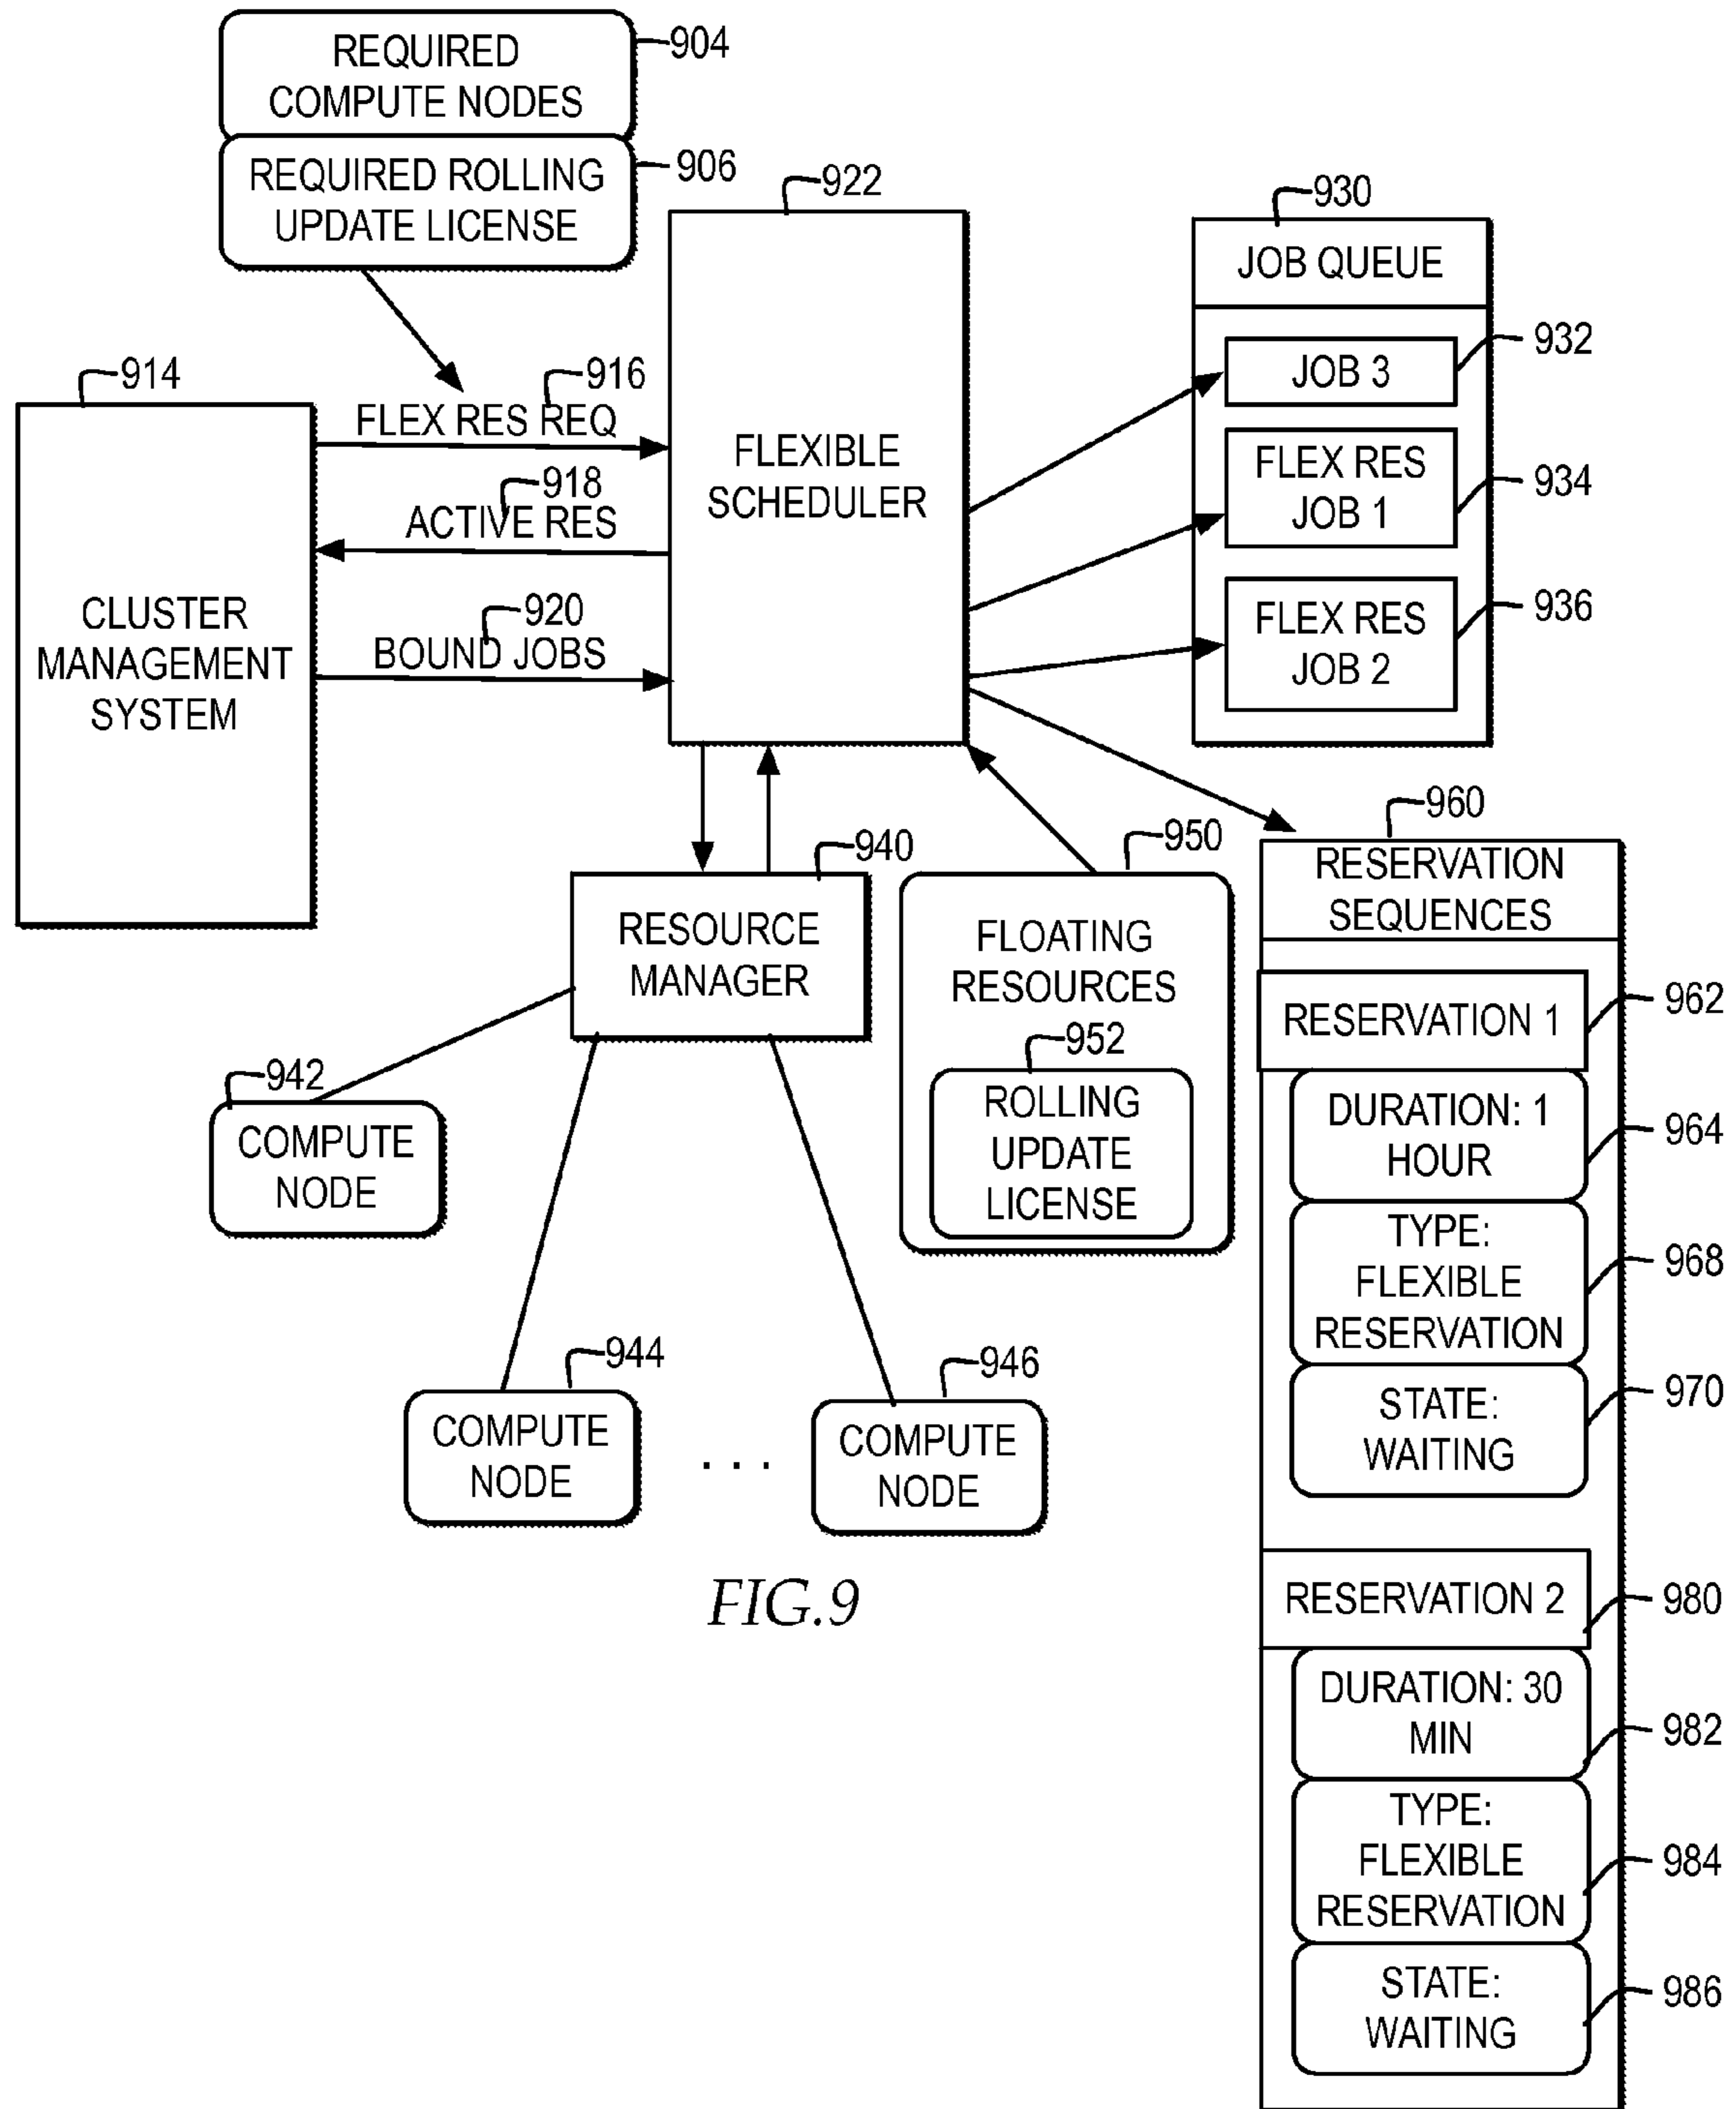 REQUIRED
COMPUTE NODES
904
REQUIRED ROLLING
UPDATE LICENSE
906
922
FLEXIBLE
SCHEDULER
930
JOB QUEUE
JOB 3
932
FLEX RES
JOB 1
934
FLEX RES
JOB 2
936
914
CLUSTER
MANAGEMENT
SYSTEM
916
FLEX RES REQ
918
ACTIVE RES
920
BOUND JOBS
940
RESOURCE
MANAGER
950
FLOATING
RESOURCES
952
ROLLING
UPDATE
LICENSE
942
COMPUTE
NODE
944
COMPUTE
NODE
. . .
946
COMPUTE
NODE
960
RESERVATION
SEQUENCES
RESERVATION 1
962
DURATION: 1
HOUR
964
TYPE:
FLEXIBLE
RESERVATION
968
STATE:
WAITING
970
RESERVATION 2
980
DURATION: 30
MIN
982
TYPE:
FLEXIBLE
RESERVATION
984
STATE:
WAITING
986
FIG.9